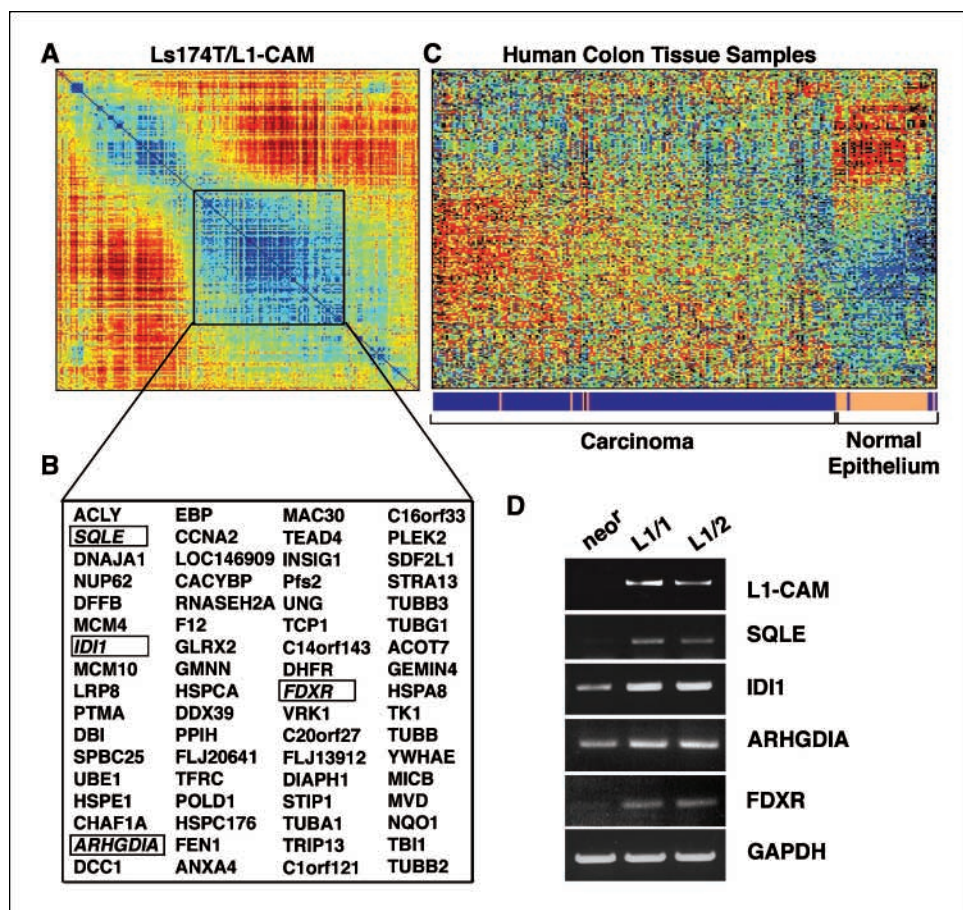 A
Ls174T/L1-CAM
C
Human Colon Tissue Samples
Carcinoma
Normal
Epithelium
B
ACLY EBP MAC30 C16orf33
SQLE CCNA2 TEAD4 PLEK2
DNAJA1 LOC146909 INSIG1 SDF2L1
NUP62 CACYBP Pfs2 STRA13
DFFB RNASEH2A UNG TUBB3
MCM4 F12 TCP1 TUBG1
IDI1 GLRX2 C14orf143 ACOT7
MCM10 GMNN DHFR GEMIN4
LRP8 HSPCA FDXR HSPA8
PTMA DDX39 VRK1 TK1
DBI PPIH C20orf27 TUBB
SPBC25 FLJ20641 FLJ13912 YWHAE
UBE1 TFRC DIAPH1 MICB
HSPE1 POLD1 STIP1 MVD
CHAF1A HSPC176 TUBA1 NQO1
ARHGDIA FEN1 TRIP13 TBI1
DCC1 ANXA4 C1orf121 TUBB2
D
neoʳ L1/1 L1/2
L1-CAM
SQLE
IDI1
ARHGDIA
FDXR
GAPDH